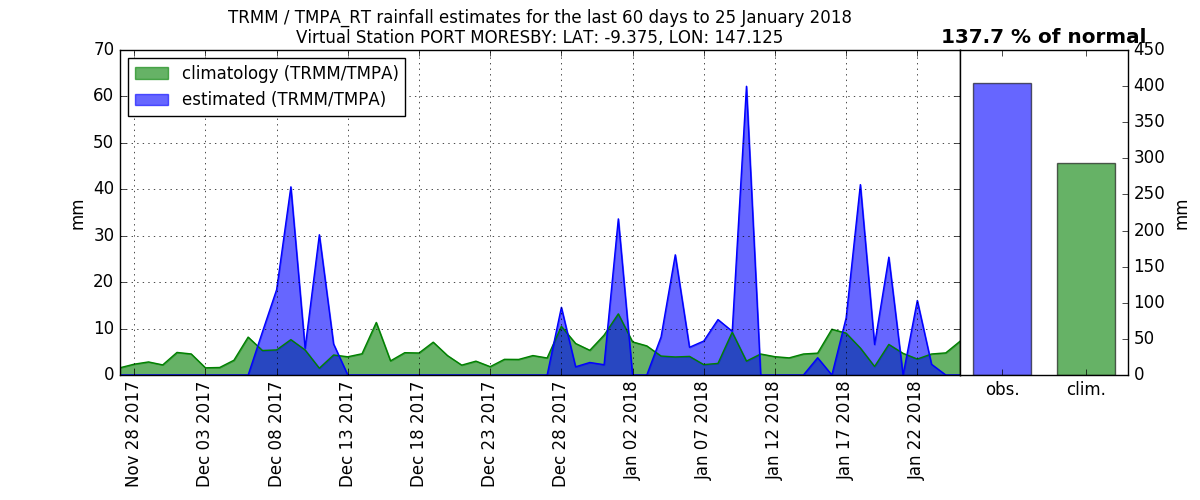 TRMM / TMPA_RT rainfall estimates for the last 60 days to 25 January 2018
Virtual Station PORT MORESBY: LAT: -9.375, LON: 147.125
137.7 % of normal
climatology (TRMM/TMPA)
estimated (TRMM/TMPA)
70
60
50
40
30
20
10
0
mm
Nov 28 2017
Dec 03 2017
Dec 08 2017
Dec 13 2017
Dec 18 2017
Dec 23 2017
Dec 28 2017
Jan 02 2018
Jan 07 2018
Jan 12 2018
Jan 17 2018
Jan 22 2018
obs.
clim.
450
400
350
300
250
200
150
100
50
0
mm